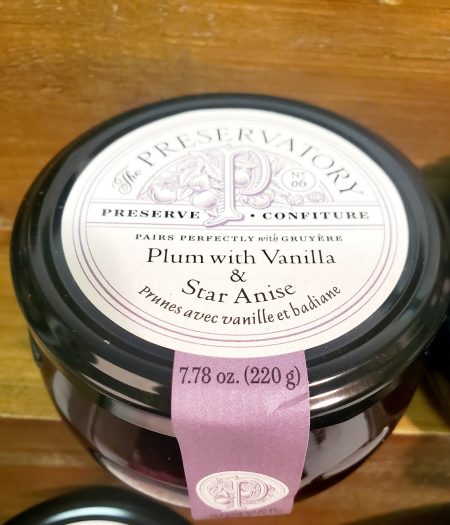 The PRESERVATORY
P
Nº 06
PRESERVE • CONFITURE
PAIRS PERFECTLY with GRUYÈRE
Plum with Vanilla
&
Star Anise
Prunes avec vanille et badiane
7.78 oz. (220 g)
P